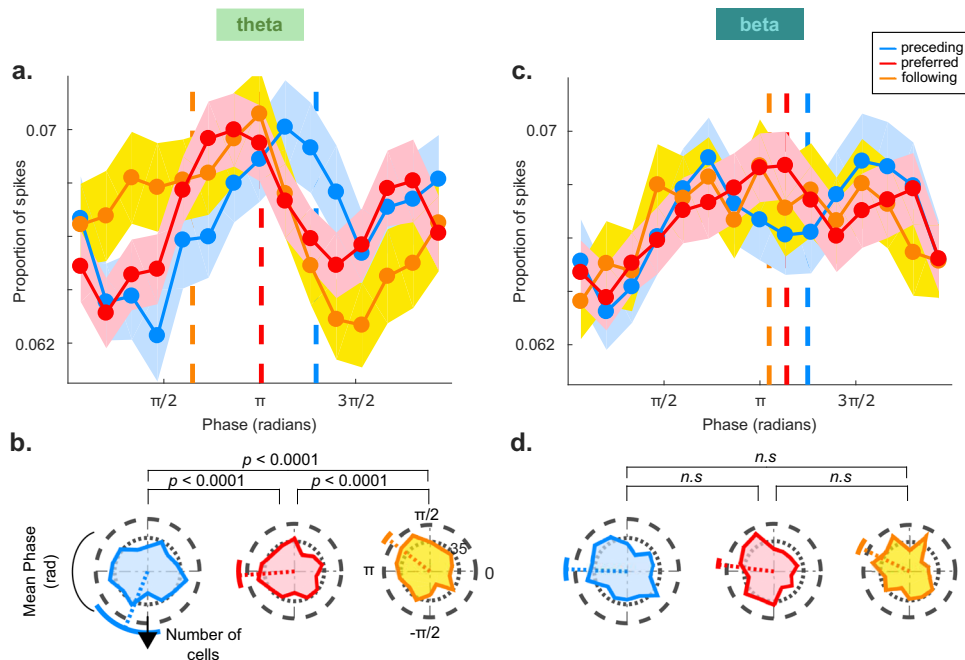 theta
beta
preceding
preferred
following
a.
0.07
0.062
Proportion of spikes
π/2
π
3π/2
Phase (radians)
c.
0.07
0.062
Proportion of spikes
π/2
π
3π/2
Phase (radians)
b.
p < 0.0001
p < 0.0001
p < 0.0001
Mean Phase
(rad)
Number of
cells
π/2
35
π
0
-π/2
d.
n.s
n.s
n.s